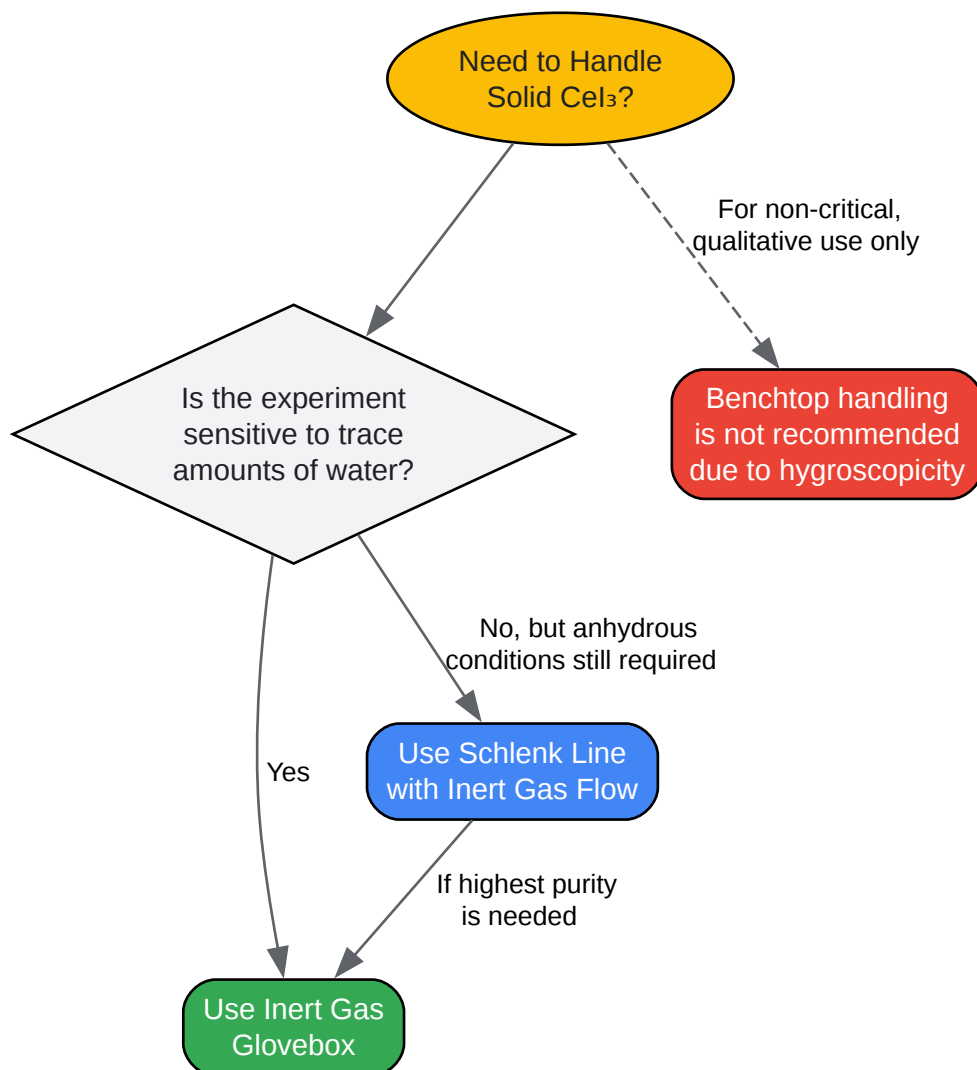 Need to Handle
Solid CeI₃?
For non-critical,
qualitative use only
Is the experiment
sensitive to trace
amounts of water?
Benchtop handling
is not recommended
due to hygroscopicity
No, but anhydrous
conditions still required
Yes
Use Schlenk Line
with Inert Gas Flow
If highest purity
is needed
Use Inert Gas
Glovebox